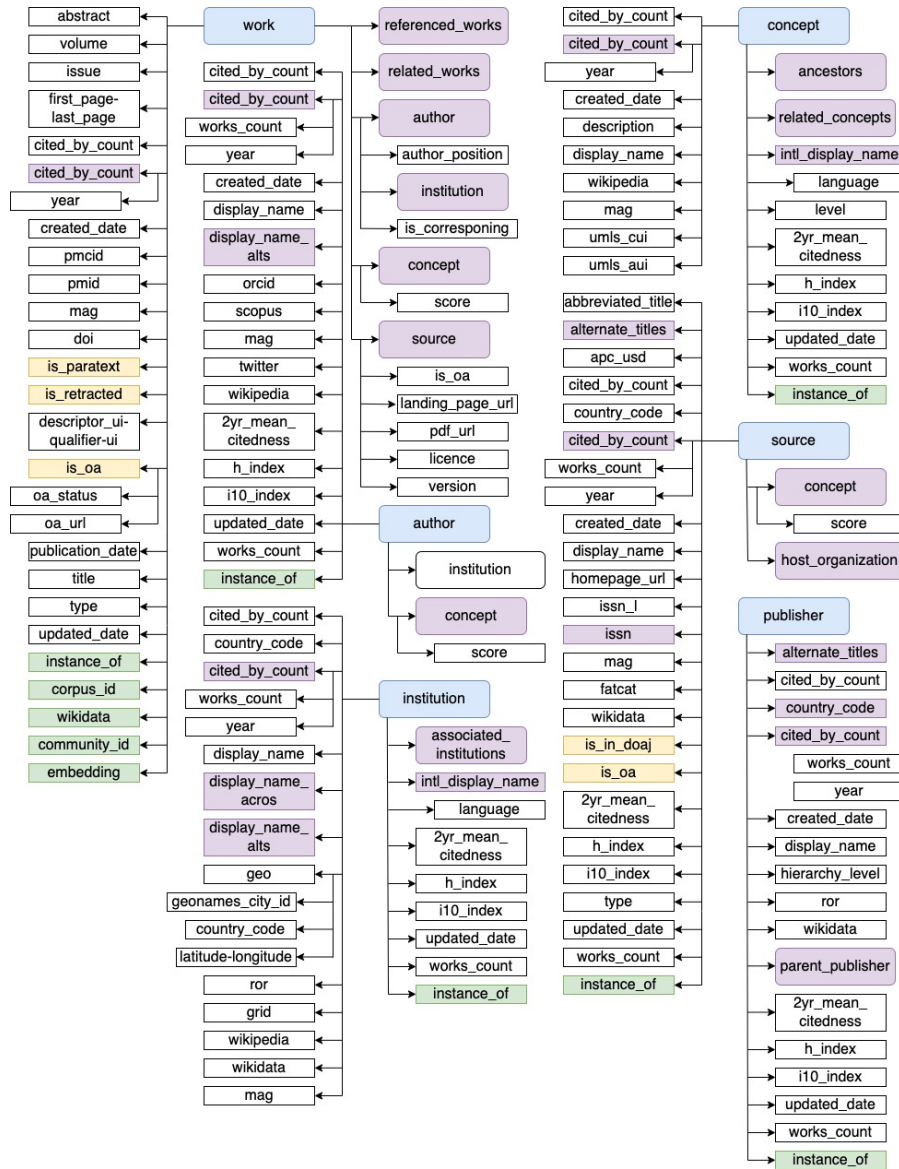 abstract
volume
issue
first_page-
last_page
cited_by_count
cited_by_count
year
created_date
pmcid
pmid
mag
doi
is_paratext
is_retracted
descriptor_ui-
qualifier-ui
is_oa
oa_status
oa_url
publication_date
title
type
updated_date
instance_of
corpus_id
wikidata
community_id
embedding
work
referenced_works
related_works
author
author_position
institution
is_corresponing
concept
score
source
is_oa
landing_page_url
pdf_url
licence
version
cited_by_count
cited_by_count
works_count
year
created_date
display_name
display_name_
alts
orcid
scopus
mag
twitter
wikipedia
2yr_mean_
citedness
h_index
i10_index
updated_date
works_count
instance_of
author
institution
concept
score
cited_by_count
country_code
cited_by_count
works_count
year
display_name
display_name_
acros
display_name_
alts
geo
geonames_city_id
country_code
latitude-longitude
ror
grid
wikipedia
wikidata
mag
institution
associated_
institutions
intl_display_name
language
2yr_mean_
citedness
h_index
i10_index
updated_date
works_count
instance_of
cited_by_count
cited_by_count
year
created_date
description
display_name
wikipedia
mag
umls_cui
umls_aui
concept
ancestors
related_concepts
intl_display_name
language
level
2yr_mean_
citedness
h_index
i10_index
updated_date
works_count
instance_of
abbreviated_title
alternate_titles
apc_usd
cited_by_count
country_code
cited_by_count
works_count
year
created_date
display_name
homepage_url
issn_l
issn
mag
fatcat
wikidata
is_in_doaj
is_oa
2yr_mean_
citedness
h_index
i10_index
type
updated_date
works_count
instance_of
source
concept
score
host_organization
publisher
alternate_titles
cited_by_count
country_code
cited_by_count
works_count
year
created_date
display_name
hierarchy_level
ror
wikidata
parent_publisher
2yr_mean_
citedness
h_index
i10_index
updated_date
works_count
instance_of